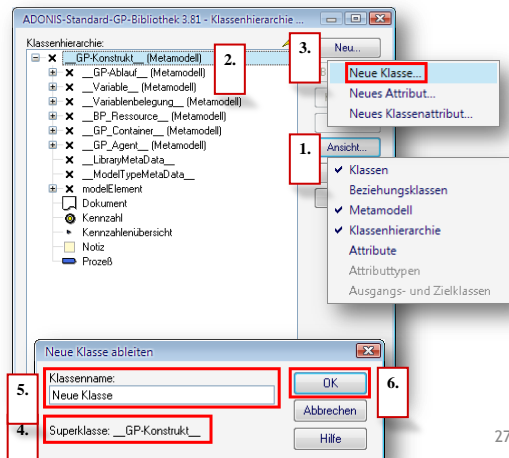 ADONIS-Standard-GP-Bibliothek 3.81 - Klassenhierarchie ...
Klassenhierarchie:
__GP-Konstrukt__ (Metamodell)
__GP-Ablauf__ (Metamodell)
__Variable__ (Metamodell)
__Variablenbelegung__ (Metamodell)
__BP_Ressource__ (Metamodell)
__GP_Container__ (Metamodell)
__GP_Agent__ (Metamodell)
__LibraryMetaData__
__ModelTypeMetaData__
modelElement
Dokument
Kennzahl
Kennzahlenübersicht
Notiz
Prozeß
2.
3.
Neu...
Neue Klasse...
Neues Attribut...
Neues Klassenattribut...
1.
Ansicht...
Klassen
Beziehungsklassen
Metamodell
Klassenhierarchie
Attribute
Attributtypen
Ausgangs- und Zielklassen
Neue Klasse ableiten
5.
Klassenname:
Neue Klasse
4.
Superklasse: __GP-Konstrukt__
OK
6.
Abbrechen
Hilfe
27